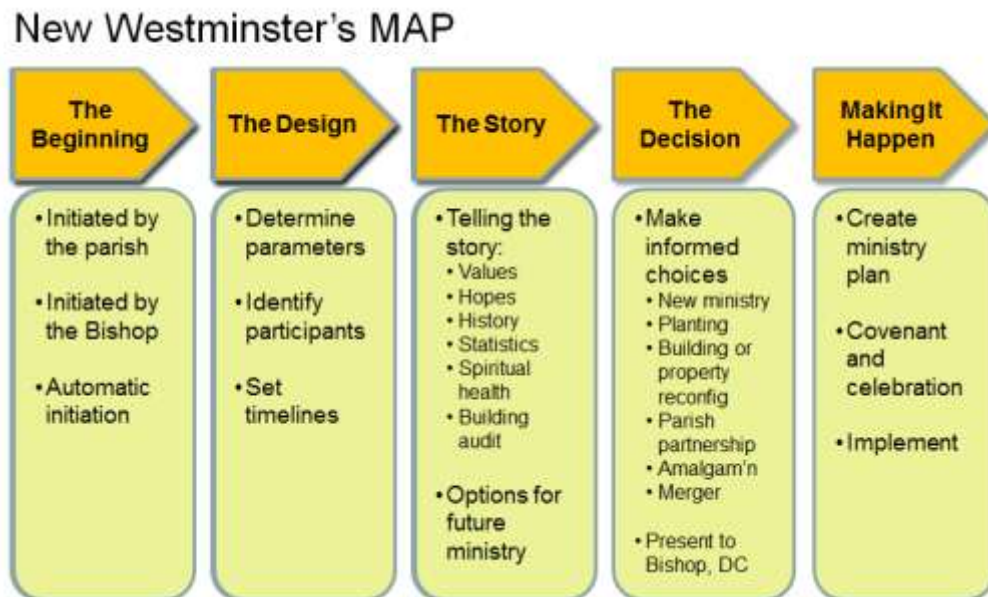 New Westminster's MAP
The
Beginning
• Initiated by
the parish
• Initiated by
the Bishop
• Automatic
initiation
The Design
• Determine
parameters
• Identify
participants
• Set
timelines
The Story
• Telling the
story:
• Values
• Hopes
• History
• Statistics
• Spiritual
health
• Building
audit
• Options for
future
ministry
The
Decision
• Make
informed
choices
• New ministry
• Planting
• Building or
property
reconfig
• Parish
partnership
• Amalgam'n
• Merger
• Present to
Bishop, DC
Making It
Happen
• Create
ministry
plan
• Covenant
and
celebration
• Implement